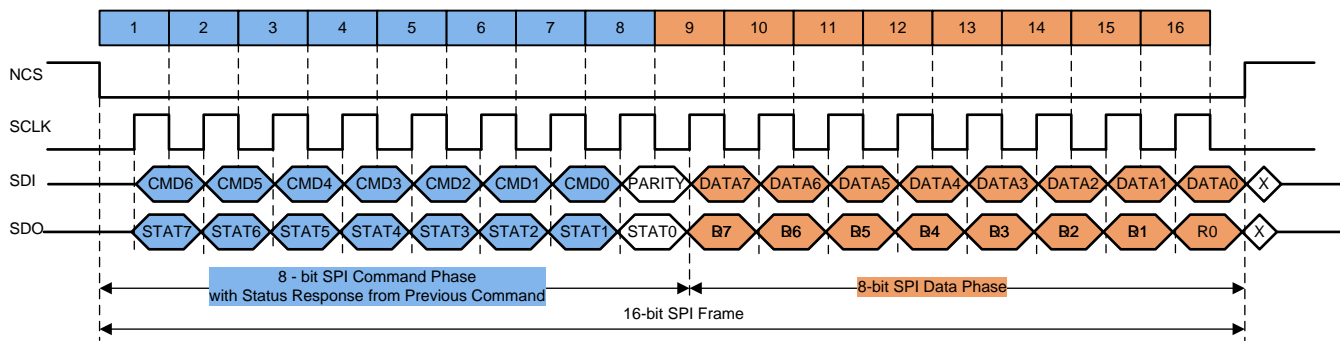 1 2 3 4 5 6 7 8 9 10 11 12 13 14 15 16
NCS
SCLK
SDI CMD6 CMD5 CMD4 CMD3 CMD2 CMD1 CMD0 PARITY DATA7 DATA6 DATA5 DATA4 DATA3 DATA2 DATA1 DATA0 X
SDO STAT7 STAT6 STAT5 STAT4 STAT3 STAT2 STAT1 STAT0 R0 X
8 - bit SPI Command Phase
with Status Response from Previous Command
8-bit SPI Data Phase
16-bit SPI Frame